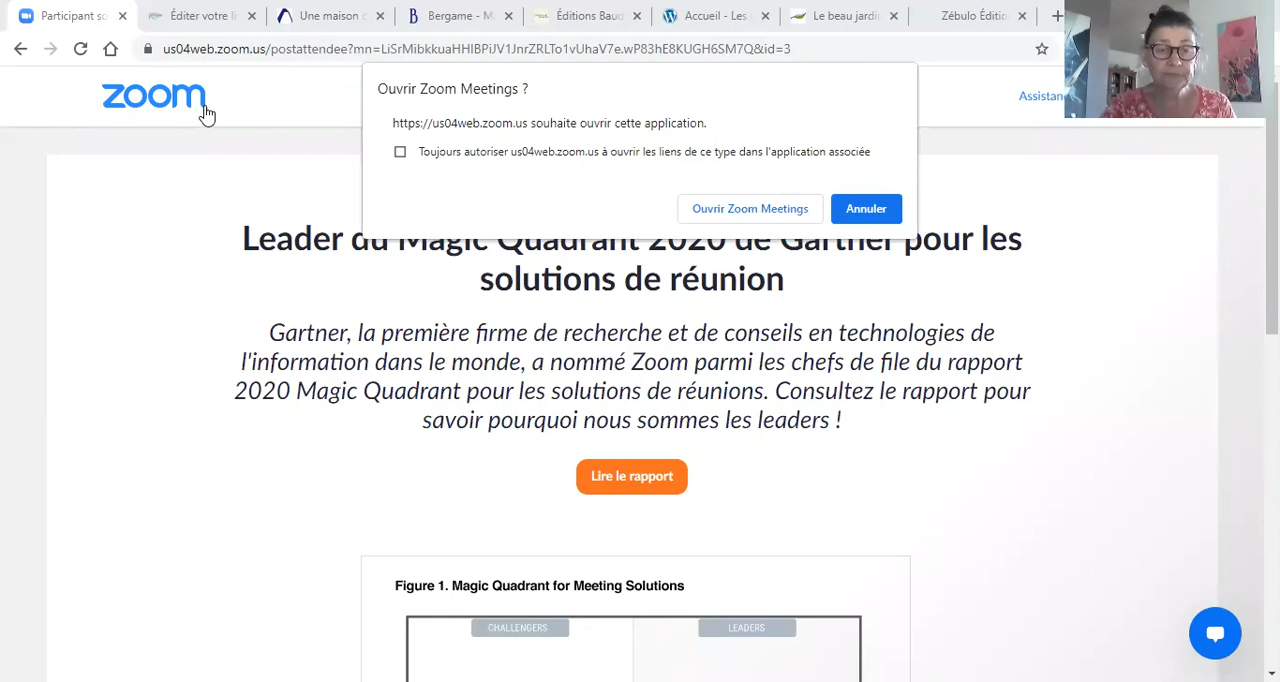 Participant so
Éditer votre li
Une maison d
Bergame - M
Éditions Baud
Accueil - Les
Le beau jardin
Zébulo Éditio
us04web.zoom.us/postattendee?mn=LiSrMibkkuaHHIBPiJV1JnrZRLTo1vUhaV7e.wP83hE8KUGH6SM7Q&id=3
zoom
Assistan
Ouvrir Zoom Meetings ?
https://us04web.zoom.us souhaite ouvrir cette application.
Toujours autoriser us04web.zoom.us à ouvrir les liens de ce type dans l'application associée
Ouvrir Zoom Meetings
Annuler
Leader du Magic Quadrant 2020 de Gartner pour les
solutions de réunion
Gartner, la première firme de recherche et de conseils en technologies de
l'information dans le monde, a nommé Zoom parmi les chefs de file du rapport
2020 Magic Quadrant pour les solutions de réunions. Consultez le rapport pour
savoir pourquoi nous sommes les leaders !
Lire le rapport
Figure 1. Magic Quadrant for Meeting Solutions
CHALLENGERS
LEADERS